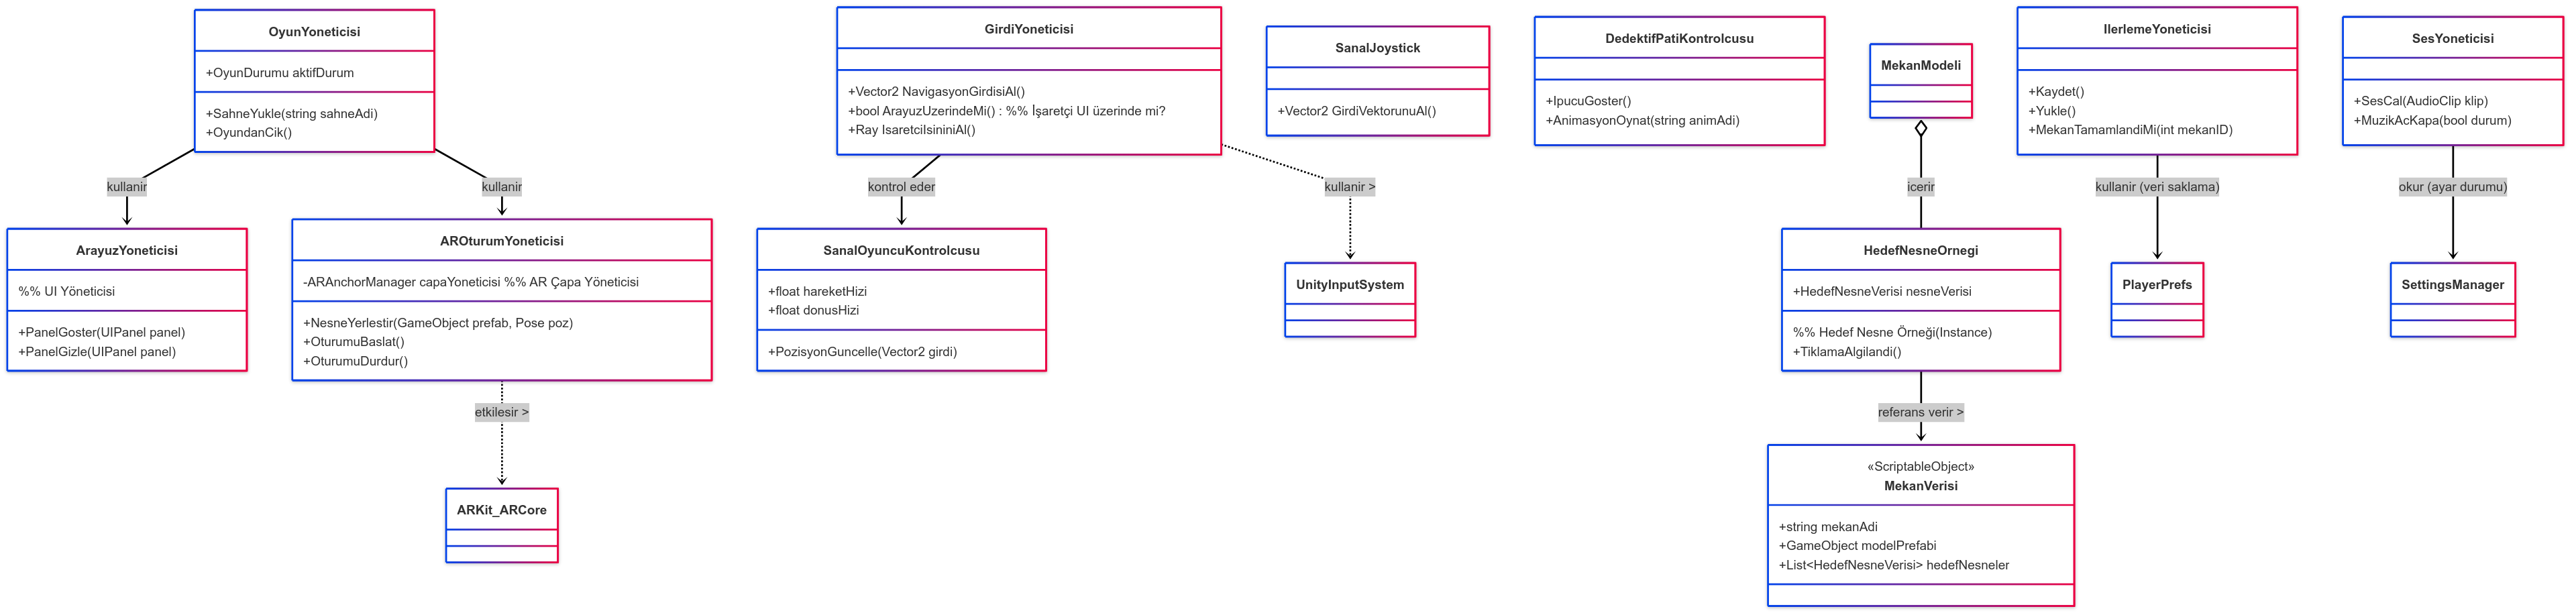 OyunYoneticisi
+OyunDurumu aktifDurum
+SahneYukle(string sahneAdi)
+OyundanCik()
kullanir
kullanir
ArayuzYoneticisi
%% UI Yöneticisi
+PanelGoster(UIPanel panel)
+PanelGizle(UIPanel panel)
AROturumYoneticisi
-ARAnchorManager capaYoneticisi %% AR Çapa Yöneticisi
+NesneYerlestir(GameObject prefab, Pose poz)
+OturumuBaslat()
+OturumuDurdur()
etkilesir >
ARKit_ARCore
GirdiYoneticisi
+Vector2 NavigasyonGirdisiAl()
+bool ArayuzUzerindeMi() : %% İşaretçi UI üzerinde mi?
+Ray IsaretciIsininiAl()
kontrol eder
kullanir >
SanalOyuncuKontrolcusu
+float hareketHizi
+float donusHizi
+PozisyonGuncelle(Vector2 girdi)
UnityInputSystem
SanalJoystick
+Vector2 GirdiVektorunuAl()
DedektifPatiKontrolcusu
+IpucuGoster()
+AnimasyonOynat(string animAdi)
MekanModeli
icerir
HedefNesneOrnegi
+HedefNesneVerisi nesneVerisi
%% Hedef Nesne Örneği(Instance)
+TiklamaAlgilandi()
referans verir >
«ScriptableObject»
MekanVerisi
+string mekanAdi
+GameObject modelPrefabi
+List<HedefNesneVerisi> hedefNesneler
IlerlemeYoneticisi
+Kaydet()
+Yukle()
+MekanTamamlandiMi(int mekanID)
kullanir (veri saklama)
PlayerPrefs
SesYoneticisi
+SesCal(AudioClip klip)
+MuzikAcKapa(bool durum)
okur (ayar durumu)
SettingsManager